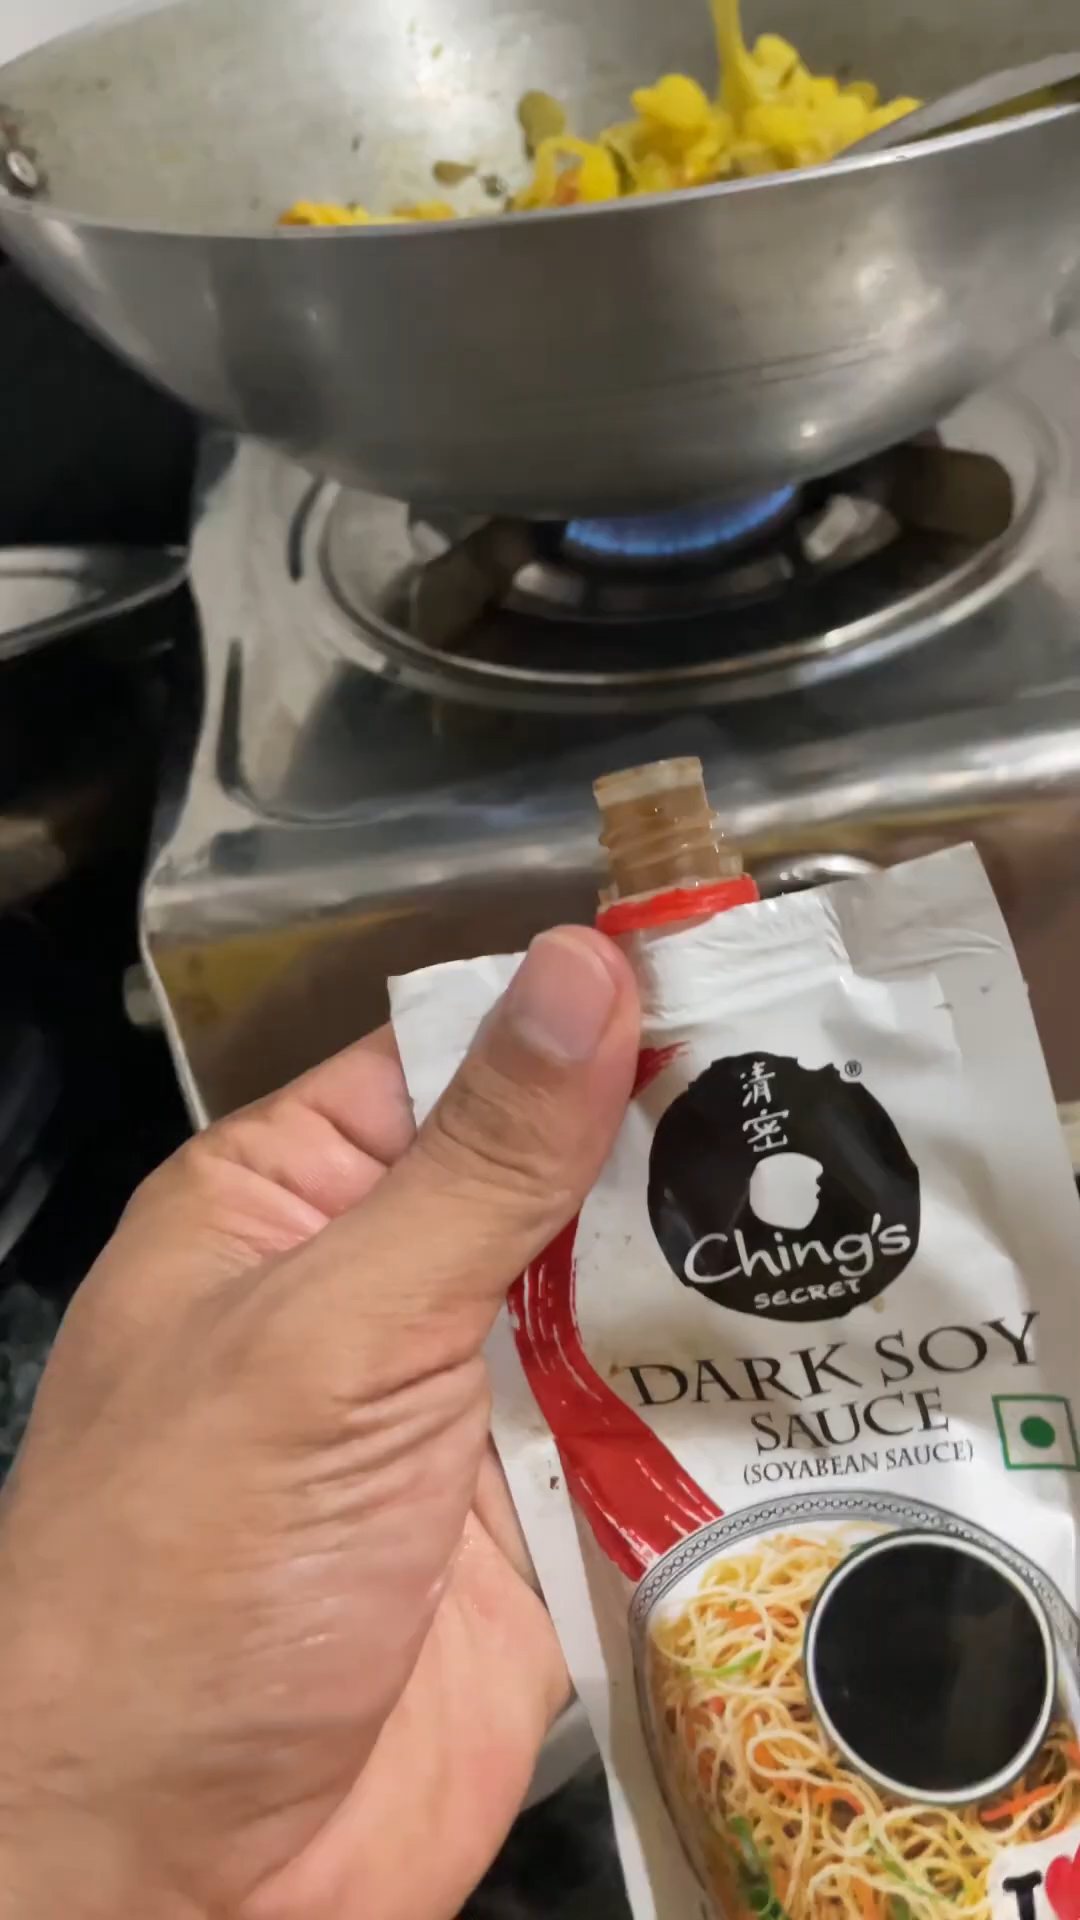 清
密
®
Ching's
SECRET
DARK SOY
SAUCE
(SOYABEAN SAUCE)
I